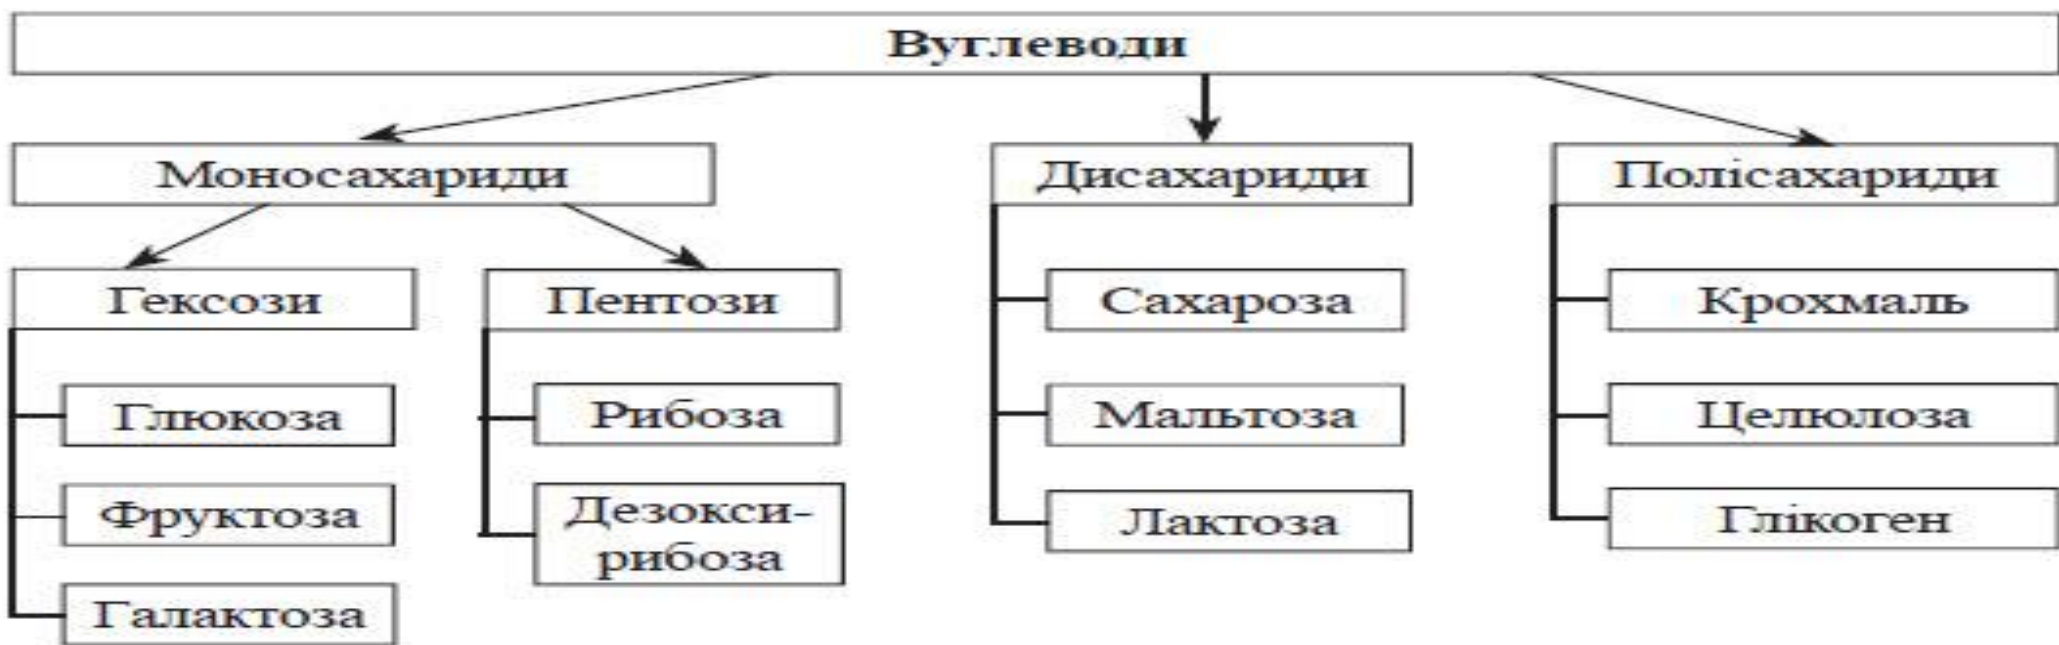 Вуглеводи
Моносахариди
Дисахариди
Полісахариди
Гексози
Пентози
Сахароза
Крохмаль
Глюкоза
Рибоза
Мальтоза
Целюлоза
Фруктоза
Дезокси-
рибоза
Лактоза
Глікоген
Галактоза